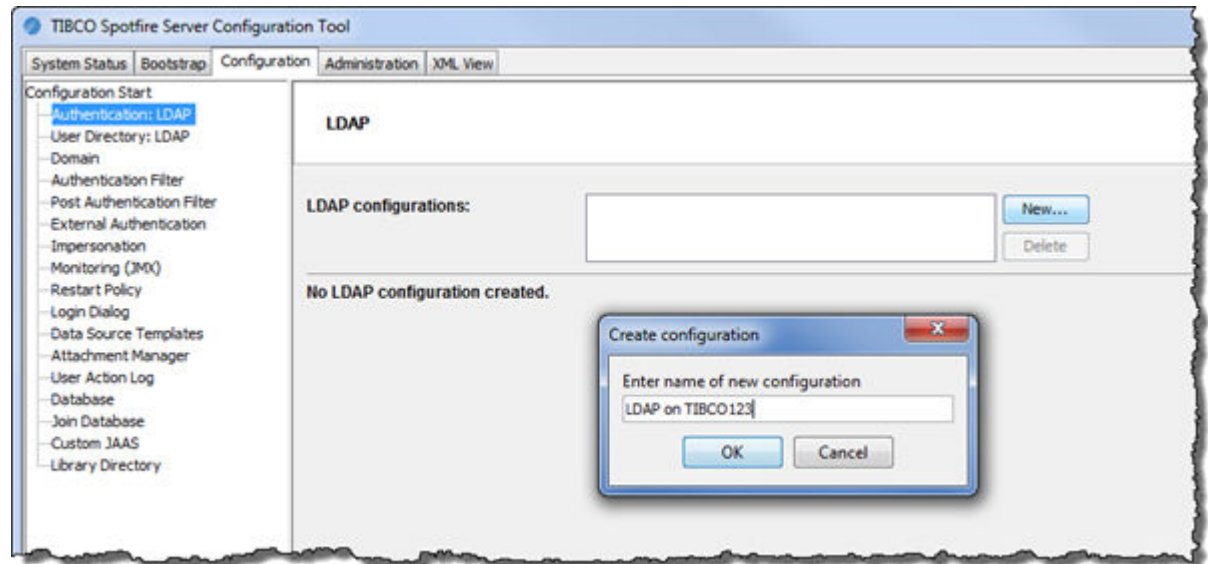 TIBCO Spotfire Server Configuration Tool
System Status Bootstrap Configuration Administration XML View
Configuration Start
Authentication: LDAP
User Directory: LDAP
Domain
Authentication Filter
Post Authentication Filter
External Authentication
Impersonation
Monitoring (JMX)
Restart Policy
Login Dialog
Data Source Templates
Attachment Manager
User Action Log
Database
Join Database
Custom JAAS
Library Directory
LDAP
LDAP configurations:
New...
Delete
No LDAP configuration created.
Create configuration
Enter name of new configuration
LDAP on TIBCO123
OK Cancel